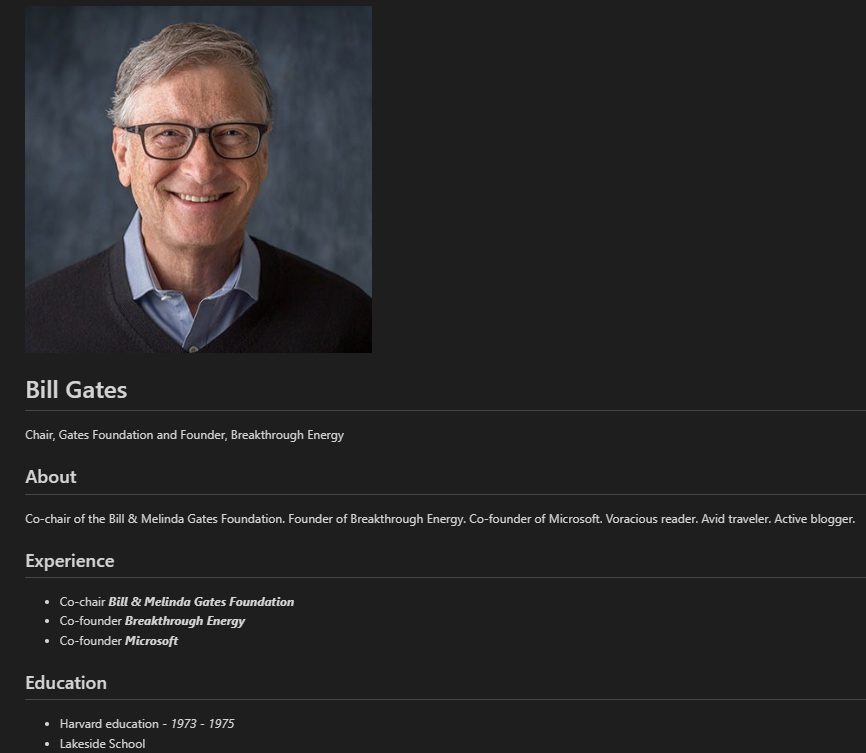 Bill Gates
Chair, Gates Foundation and Founder, Breakthrough Energy
About
Co-chair of the Bill & Melinda Gates Foundation. Founder of Breakthrough Energy. Co-founder of Microsoft. Voracious reader. Avid traveler. Active blogger.
Experience
• Co-chair Bill & Melinda Gates Foundation
• Co-founder Breakthrough Energy
• Co-founder Microsoft
Education
• Harvard education - 1973 - 1975
• Lakeside School